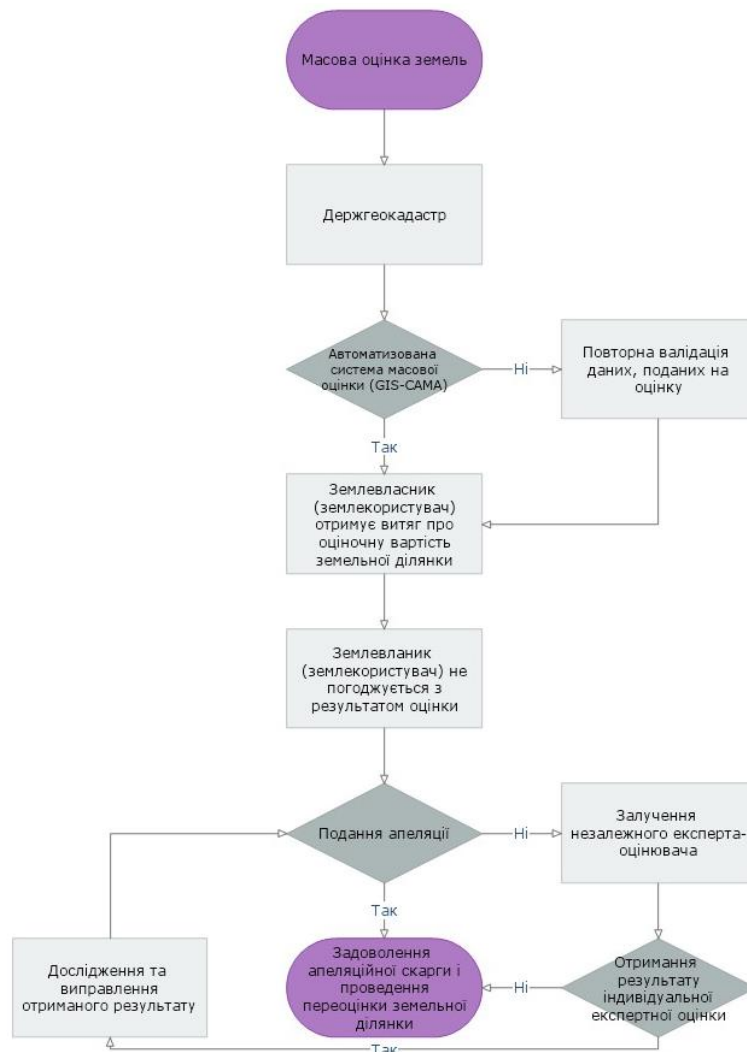 Масова оцінка земель
Держгеокадастр
Автоматизована
система масової
оцінки (GIS-CAMA)
Ні
Повторна валідація
даних, поданих на
оцінку
Так
Землевласник
(землекористувач)
отримує витяг про
оціночну вартість
земельної ділянки
Землеваник
(землекористувач) не
погоджується з
результатом оцінки
Подання апеляції
Ні
Залучення
незалежного експерта-
оцінювача
Так
Дослідження та
виправлення
отриманого результату
Задоволення
апеляційної скарги і
проведення
переоцінки земельної
ділянки
Ні
Отримання
результату
індивідуальної
експертної оцінки
Так